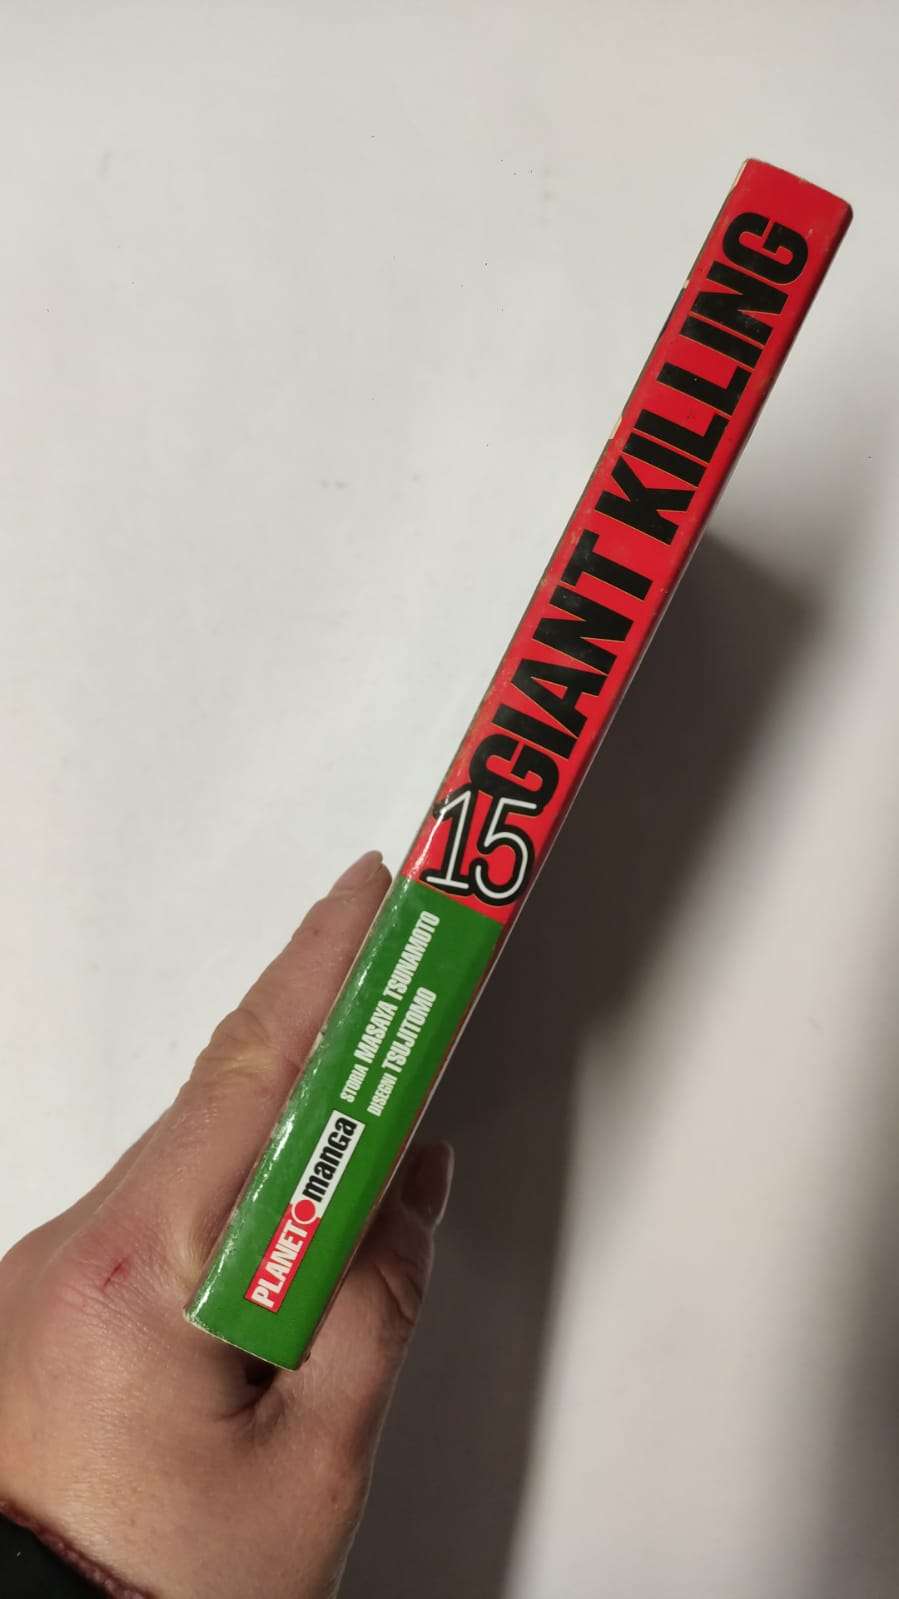 GIANT KILLING
15
STORIA MASAYA TSUNAMOTO
DISEGNI TSUJITOMO
PLANET manga